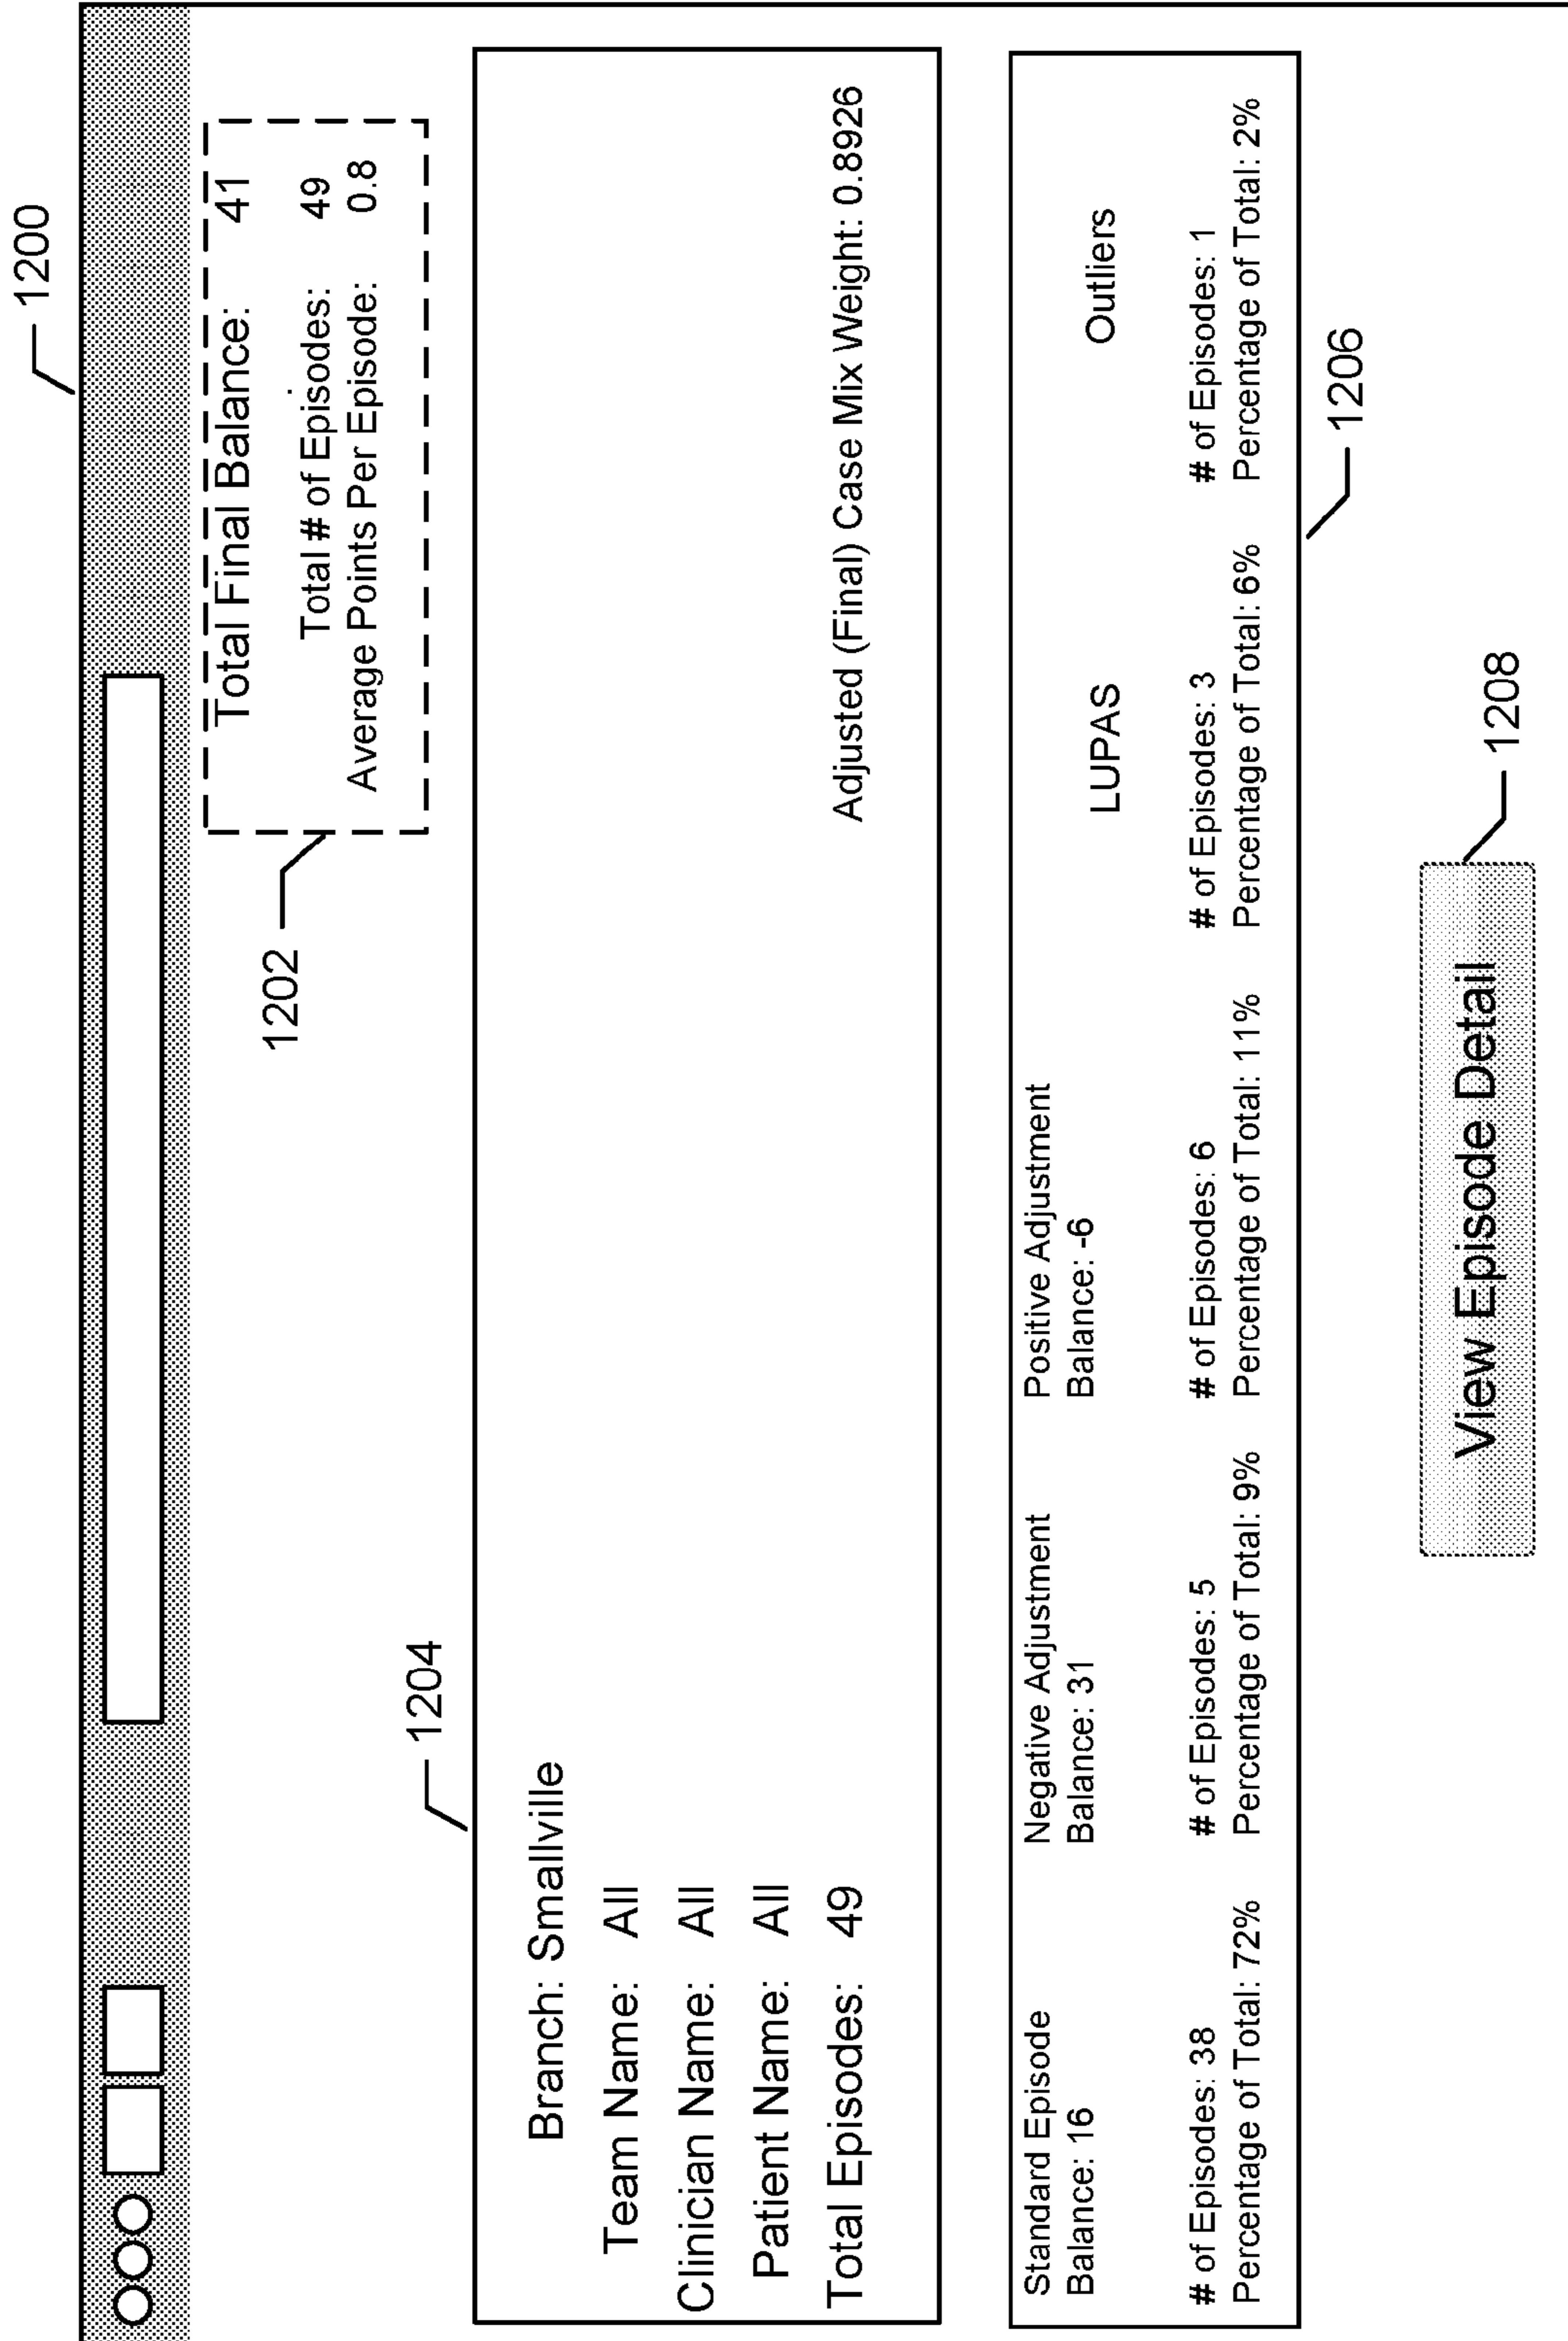 1200
Total Final Balance: 41
Total # of Episodes: 49
Average Points Per Episode: 0.8
1202
1204
Branch: Smallville
Team Name: All
Clinician Name: All
Patient Name: All
Total Episodes: 49
Adjusted (Final) Case Mix Weight: 0.8926
Standard Episode
Balance: 16
# of Episodes: 38
Percentage of Total: 72%
Negative Adjustment
Balance: 31
# of Episodes: 5
Percentage of Total: 9%
Positive Adjustment
Balance: -6
# of Episodes: 6
Percentage of Total: 11%
LUPAS
# of Episodes: 3
Percentage of Total: 6%
Outliers
# of Episodes: 1
Percentage of Total: 2%
1206
View Episode Detail
1208